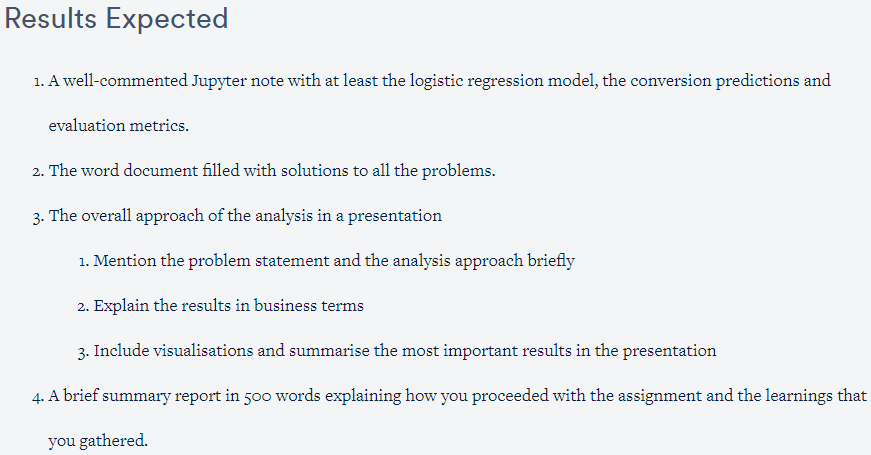 Results Expected
1. A well-commented Jupyter note with at least the logistic regression model, the conversion predictions and
evaluation metrics.
2. The word document filled with solutions to all the problems.
3. The overall approach of the analysis in a presentation
1. Mention the problem statement and the analysis approach briefly
2. Explain the results in business terms
3. Include visualisations and summarise the most important results in the presentation
4. A brief summary report in 500 words explaining how you proceeded with the assignment and the learnings that
you gathered.